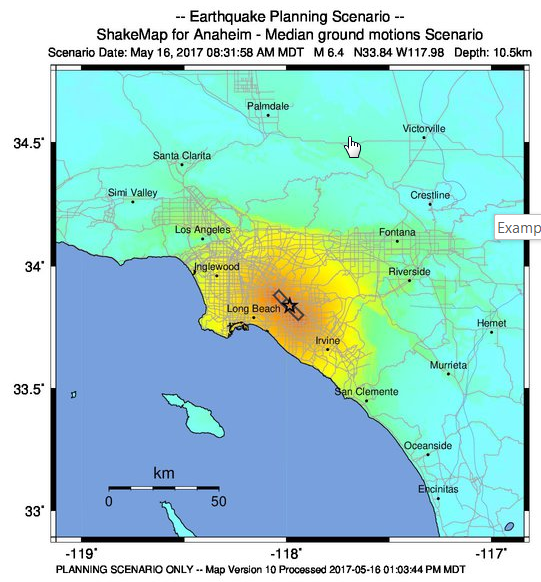 -- Earthquake Planning Scenario --
ShakeMap for Anaheim - Median ground motions Scenario
Scenario Date: May 16, 2017 08:31:58 AM MDT   M 6.4   N33.84 W117.98   Depth: 10.5km
Palmdale
Victorville
34.5˚
Santa Clarita
Simi Valley
Crestline
Los Angeles
Fontana
Examp
34˚
Inglewood
Riverside
Long Beach
Hemet
Irvine
Murrieta
33.5˚
San Clemente
Oceanside
km
Encinitas
0
50
33˚
-119˚
-118˚
-117˚
PLANNING SCENARIO ONLY -- Map Version 10 Processed 2017-05-16 01:03:44 PM MDT